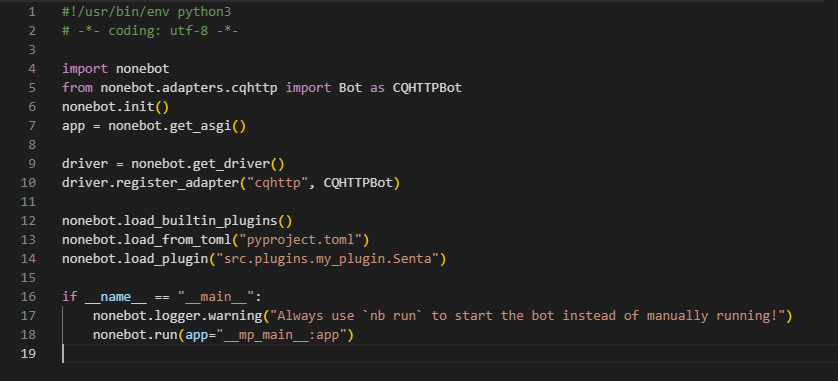 1 #!/usr/bin/env python3
2 # -*- coding: utf-8 -*-
3
4 import nonebot
5 from nonebot.adapters.cqhttp import Bot as CQHTTPBot
6 nonebot.init()
7 app = nonebot.get_asgi()
8
9 driver = nonebot.get_driver()
10 driver.register_adapter("cqhttp", CQHTTPBot)
11
12 nonebot.load_builtin_plugins()
13 nonebot.load_from_toml("pyproject.toml")
14 nonebot.load_plugin("src.plugins.my_plugin.Senta")
15
16 if __name__ == "__main__":
17     nonebot.logger.warning("Always use `nb run` to start the bot instead of manually running!")
18     nonebot.run(app="__mp_main__:app")
19